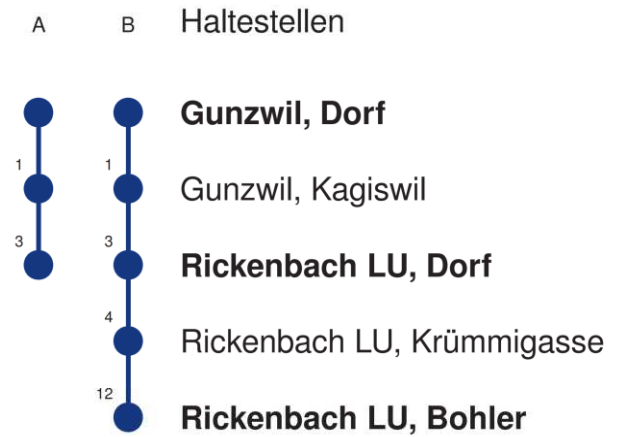 A B Haltestellen
Gunzwil, Dorf
1 1 Gunzwil, Kagiswil
3 3 Rickenbach LU, Dorf
4 Rickenbach LU, Krümmigasse
12 Rickenbach LU, Bohler